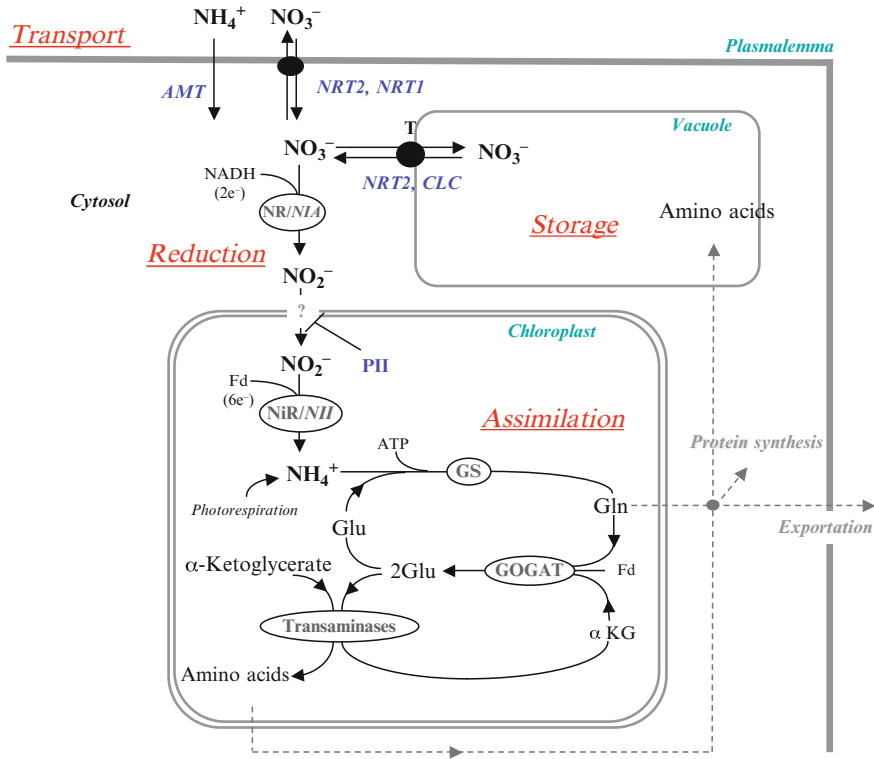 NH₄⁺
NO₃⁻
Transport
Plasmalemma
AMT
NRT2, NRT1
Vacuole
T
NO₃⁻
NO₃⁻
NADH
(2e⁻)
NRT2, CLC
Cytosol
NR/NIA
Amino acids
Storage
Reduction
NO₂⁻
?
Chloroplast
PII
NO₂⁻
Fd
(6e⁻)
NiR/NII
Assimilation
Protein synthesis
ATP
NH₄⁺
GS
Photorespiration
Gln
Exportation
Glu
α-Ketoglycerate
2Glu
GOGAT
Fd
Transaminases
α KG
Amino acids